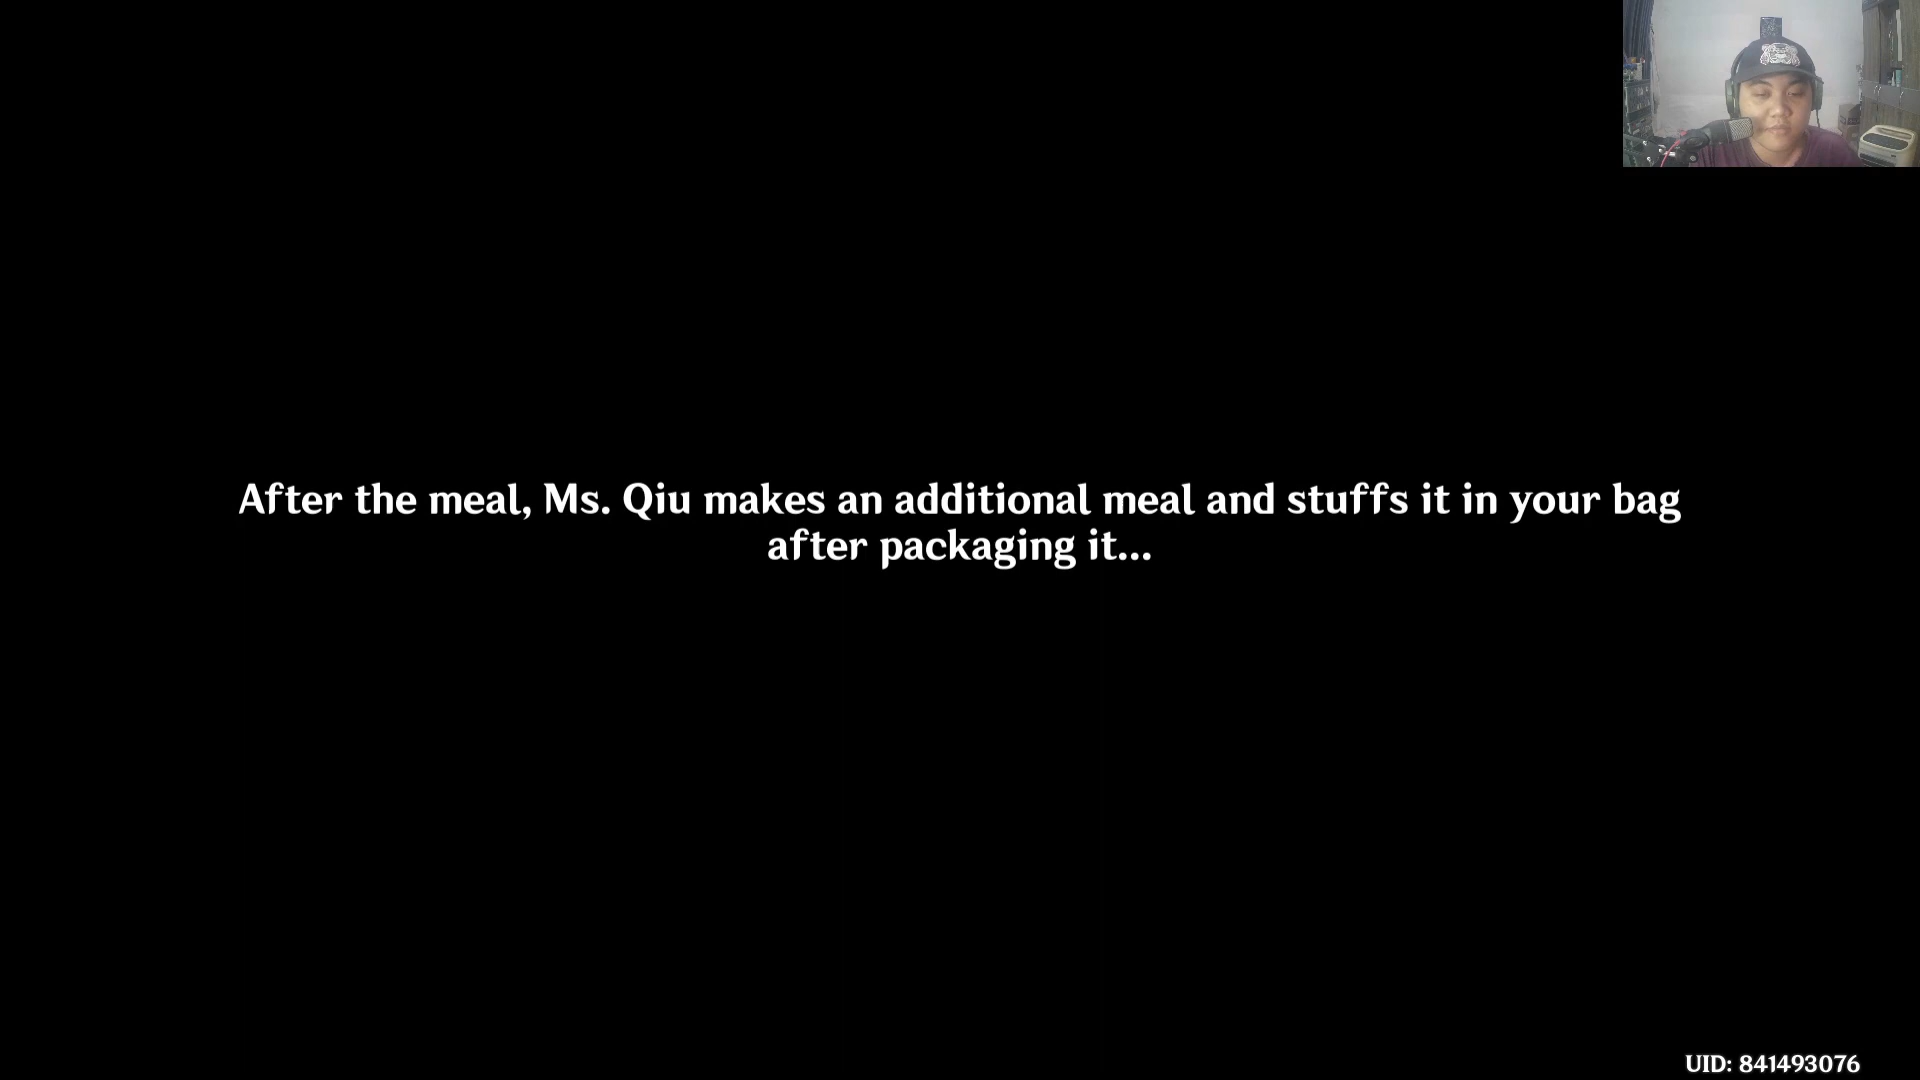 After the meal, Ms. Qiu makes an additional meal and stuffs it in your bag
after packaging it...
UID: 841493076